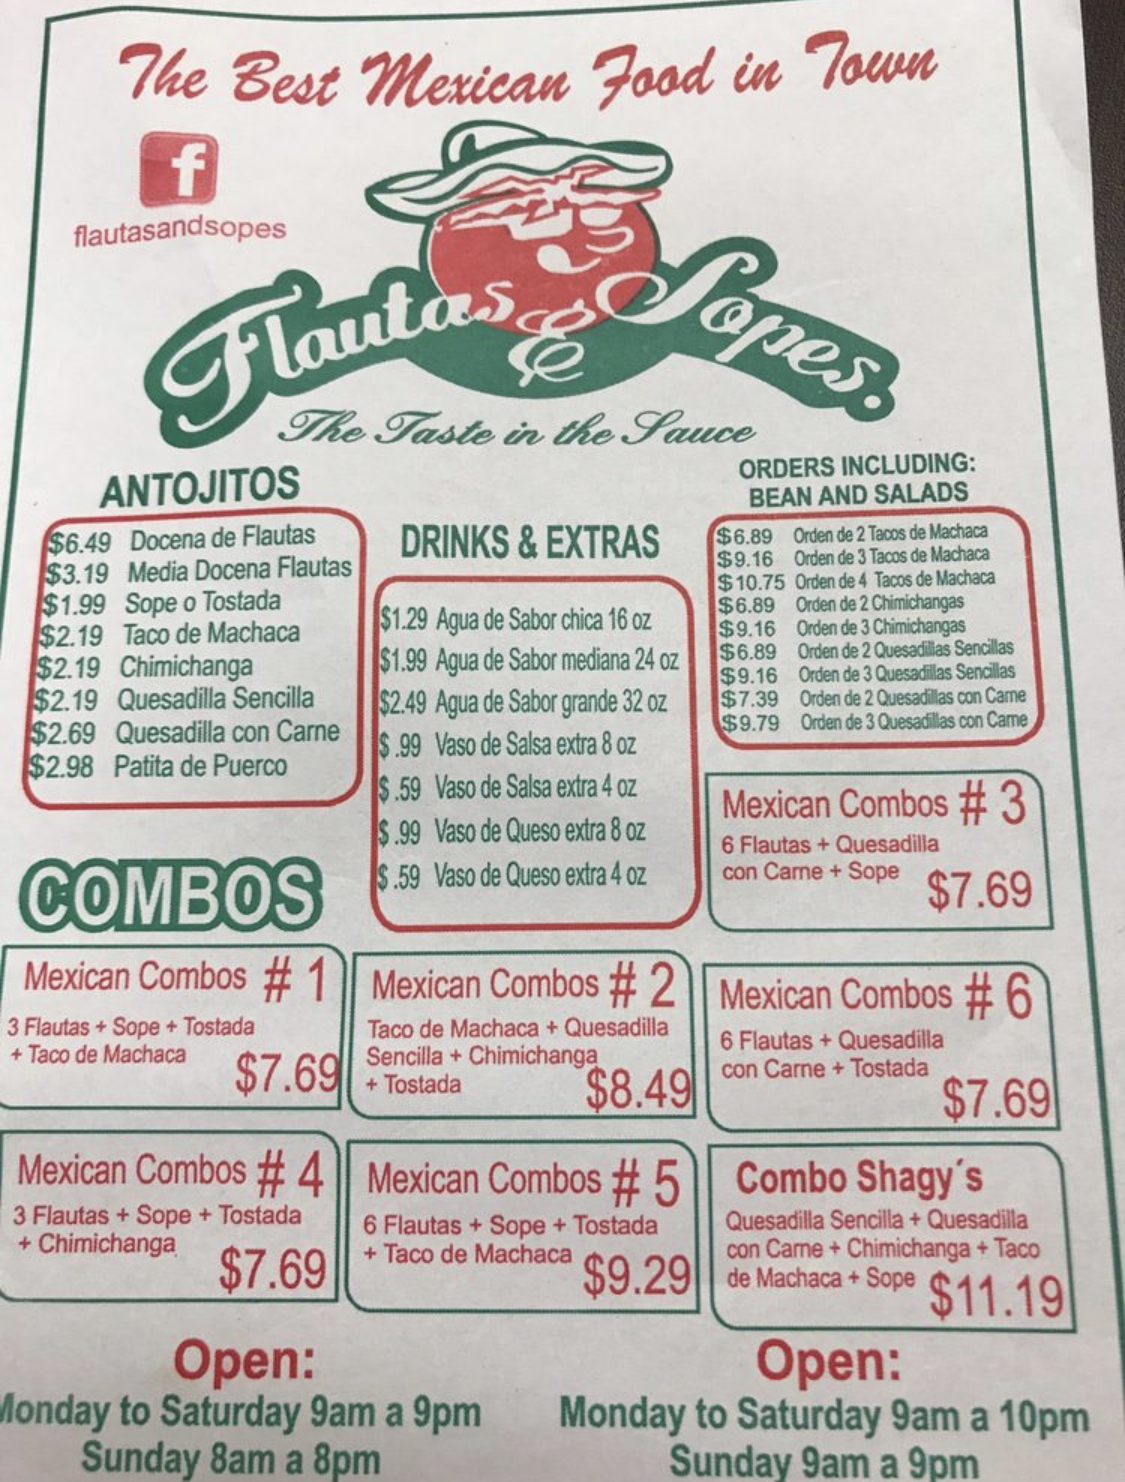 The Best Mexican Food in Town
f
flautasandsopes
Flautas & Sopes.
The Taste in the Sauce
ANTOJITOS
$6.49 Docena de Flautas
$3.19 Media Docena Flautas
$1.99 Sope o Tostada
$2.19 Taco de Machaca
$2.19 Chimichanga
$2.19 Quesadilla Sencilla
$2.69 Quesadilla con Carne
$2.98 Patita de Puerco
DRINKS & EXTRAS
$1.29 Agua de Sabor chica 16 oz
$1.99 Agua de Sabor mediana 24 oz
$2.49 Agua de Sabor grande 32 oz
$ .99 Vaso de Salsa extra 8 oz
$ .59 Vaso de Salsa extra 4 oz
$ .99 Vaso de Queso extra 8 oz
$ .59 Vaso de Queso extra 4 oz
ORDERS INCLUDING:
BEAN AND SALADS
$6.89 Orden de 2 Tacos de Machaca
$9.16 Orden de 3 Tacos de Machaca
$10.75 Orden de 4 Tacos de Machaca
$6.89 Orden de 2 Chimichangas
$9.16 Orden de 3 Chimichangas
$6.89 Orden de 2 Quesadillas Sencillas
$9.16 Orden de 3 Quesadillas Sencillas
$7.39 Orden de 2 Quesadillas con Carne
$9.79 Orden de 3 Quesadillas con Carne
Mexican Combos # 3
6 Flautas + Quesadilla
con Carne + Sope
$7.69
COMBOS
Mexican Combos # 1
3 Flautas + Sope + Tostada
+ Taco de Machaca
$7.69
Mexican Combos # 2
Taco de Machaca + Quesadilla
Sencilla + Chimichanga
+ Tostada
$8.49
Mexican Combos # 6
6 Flautas + Quesadilla
con Carne + Tostada
$7.69
Mexican Combos # 4
3 Flautas + Sope + Tostada
+ Chimichanga
$7.69
Mexican Combos # 5
6 Flautas + Sope + Tostada
+ Taco de Machaca
$9.29
Combo Shagy´s
Quesadilla Sencilla + Quesadilla
con Carne + Chimichanga + Taco
de Machaca + Sope
$11.19
Open:
Monday to Saturday 9am a 9pm
Sunday 8am a 8pm
Open:
Monday to Saturday 9am a 10pm
Sunday 9am a 9pm